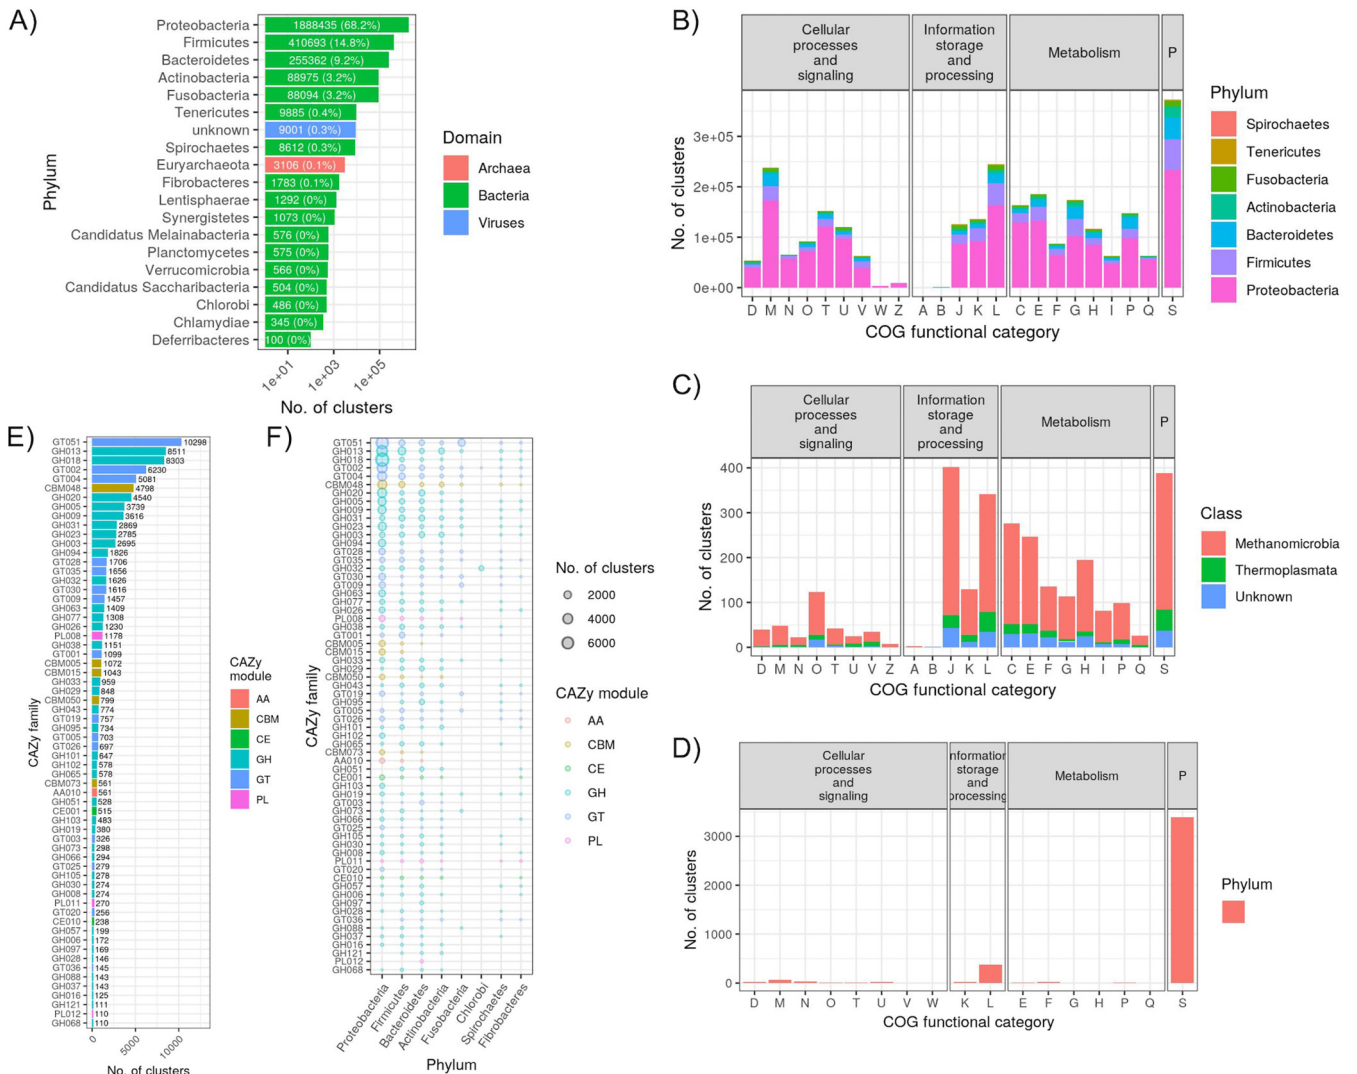 A)
Phylum
Proteobacteria 1888435 (68.2%)
Firmicutes 410693 (14.8%)
Bacteroidetes 255362 (9.2%)
Actinobacteria 88975 (3.2%)
Fusobacteria 88094 (3.2%)
Tenericutes 9885 (0.4%)
unknown 9001 (0.3%)
Spirochaetes 8612 (0.3%)
Euryarchaeota 3106 (0.1%)
Fibrobacteres 1783 (0.1%)
Lentisphaerae 1292 (0%)
Synergistetes 1073 (0%)
Candidatus Melainabacteria 576 (0%)
Planctomycetes 575 (0%)
Verrucomicrobia 566 (0%)
Candidatus Saccharibacteria 504 (0%)
Chlorobi 486 (0%)
Chlamydiae 345 (0%)
Deferribacteres 100 (0%)
1e+01 1e+03 1e+05
No. of clusters
Domain
Archaea
Bacteria
Viruses
B)
Cellular
processes
and
signaling
Information
storage
and
processing
Metabolism
P
No. of clusters
3e+05
2e+05
1e+05
0e+00
D M N O T U V W Z A B J K L C E F G H I P Q S
COG functional category
Phylum
Spirochaetes
Tenericutes
Fusobacteria
Actinobacteria
Bacteroidetes
Firmicutes
Proteobacteria
C)
Cellular
processes
and
signaling
Information
storage
and
processing
Metabolism
P
No. of clusters
400
300
200
100
0
D M N O T U V Z A B J K L C E F G H I P Q S
COG functional category
Class
Methanomicrobia
Thermoplasmata
Unknown
D)
Cellular
processes
and
signaling
Information
storage
and
processing
Metabolism
P
No. of clusters
3000
2000
1000
0
D M N O T U V W K L E F G H P Q S
COG functional category
Phylum
E)
CAZy family
GT051 10298
GH013 8511
GH018 8303
GT002 6230
GT004 5081
CBM048 4798
GH020 4540
GH005 3739
GH009 3616
GH031 2869
GH023 2785
GH003 2695
GH094 1826
GT028 1706
GT035 1656
GH032 1626
GT030 1616
GT009 1457
GH063 1409
GH077 1308
GH026 1230
PL008 1178
GH038 1151
GT001 1099
CBM005 1072
CBM015 1043
GH033 959
GH029 848
CBM050 799
GH043 774
GT019 757
GH095 734
GT005 703
GT026 697
GH101 647
GH102 578
GH065 578
CBM073 561
AA010 561
GH051 528
CE001 515
GH103 483
GH019 380
GT003 326
GH073 298
GH066 294
GT025 279
GH105 278
GH030 274
GH008 274
PL011 270
GT020 256
CE010 238
GH057 199
GH006 172
GH097 169
GH028 146
GT036 145
GH088 143
GH037 143
GH016 125
GH121 111
PL012 110
GH068 110
0 5000 10000
No. of clusters
CAZy
module
AA
CBM
CE
GH
GT
PL
F)
CAZy family
GT051
GH013
GH018
GT002
GT004
CBM048
GH020
GH005
GH009
GH031
GH023
GH003
GH094
GT028
GT035
GH032
GT030
GT009
GH063
GH077
GH026
PL008
GH038
GT001
CBM005
CBM015
GH033
GH029
CBM050
GH043
GT019
GH095
GT005
GT026
GH101
GH102
GH065
CBM073
AA010
GH051
CE001
GH103
GH019
GT003
GH073
GH066
GT025
GH105
GH030
GH008
PL011
GT020
CE010
GH057
GH006
GH097
GH028
GT036
GH088
GH037
GH016
GH121
PL012
GH068
Proteobacteria Firmicutes Bacteroidetes Actinobacteria Fusobacteria Chlorobi Spirochaetes Fibrobacteres
Phylum
No. of clusters
2000
4000
6000
CAZy module
AA
CBM
CE
GH
GT
PL